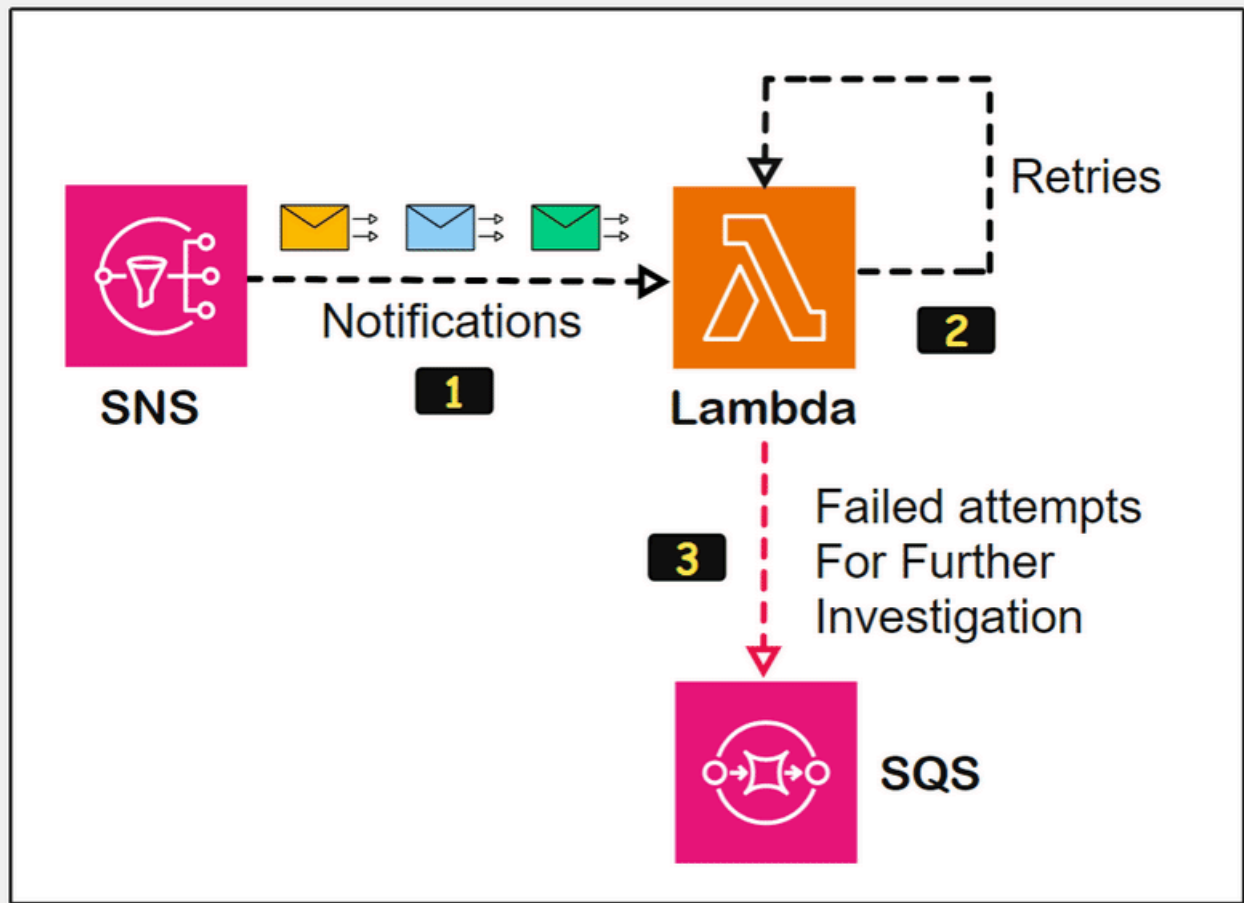 Retries
Notifications
2
1
SNS
Lambda
Failed attempts
For Further
Investigation
3
SQS